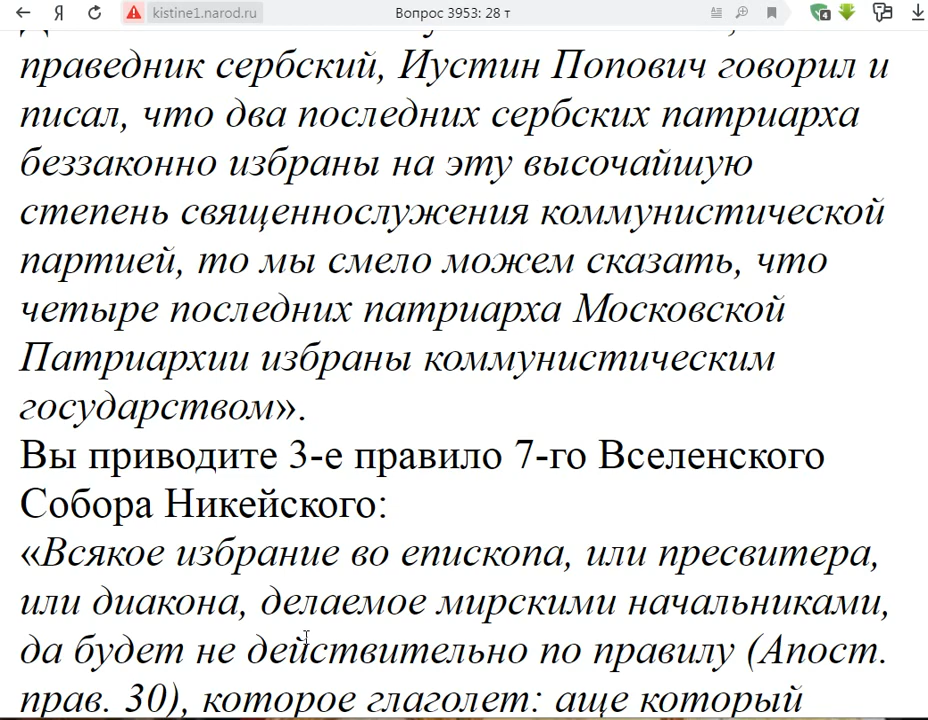 kistine1.narod.ru
Вопрос 3953: 28 т
4
праведник сербский, Иустин Попович говорил и
писал, что два последних сербских патриарха
беззаконно избраны на эту высочайшую
степень священнослужения коммунистической
партией, то мы смело можем сказать, что
четыре последних патриарха Московской
Патриархии избраны коммунистическим
государством».
Вы приводите 3-е правило 7-го Вселенского
Собора Никейского:
«Всякое избрание во епископа, или пресвитера,
или диакона, делаемое мирскими начальниками,
да будет не действительно по правилу (Апост.
прав. 30), которое глаголет: аще который